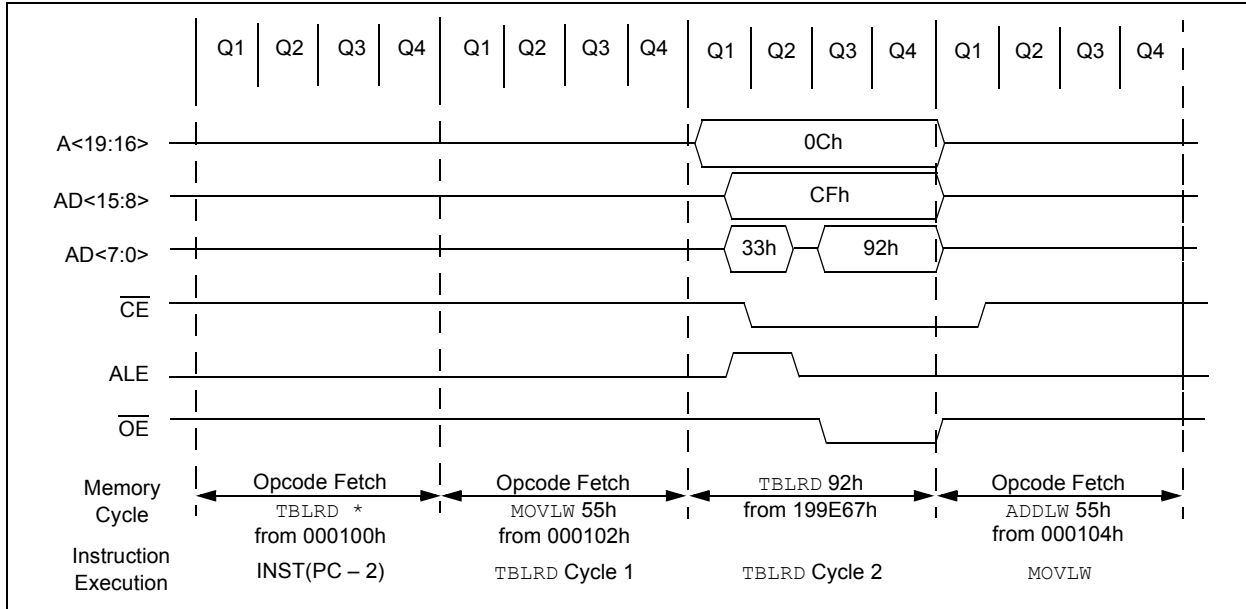 Q1 Q2 Q3 Q4 Q1 Q2 Q3 Q4 Q1 Q2 Q3 Q4 Q1 Q2 Q3 Q4
A<19:16> 0Ch
AD<15:8> CFh
AD<7:0> 33h 92h
CE
ALE
OE
Memory Cycle
Opcode Fetch
TBLRD *
from 000100h
Opcode Fetch
MOVLW 55h
from 000102h
TBLRD 92h
from 199E67h
Opcode Fetch
ADDLW 55h
from 000104h
Instruction Execution
INST(PC – 2)
TBLRD Cycle 1
TBLRD Cycle 2
MOVLW